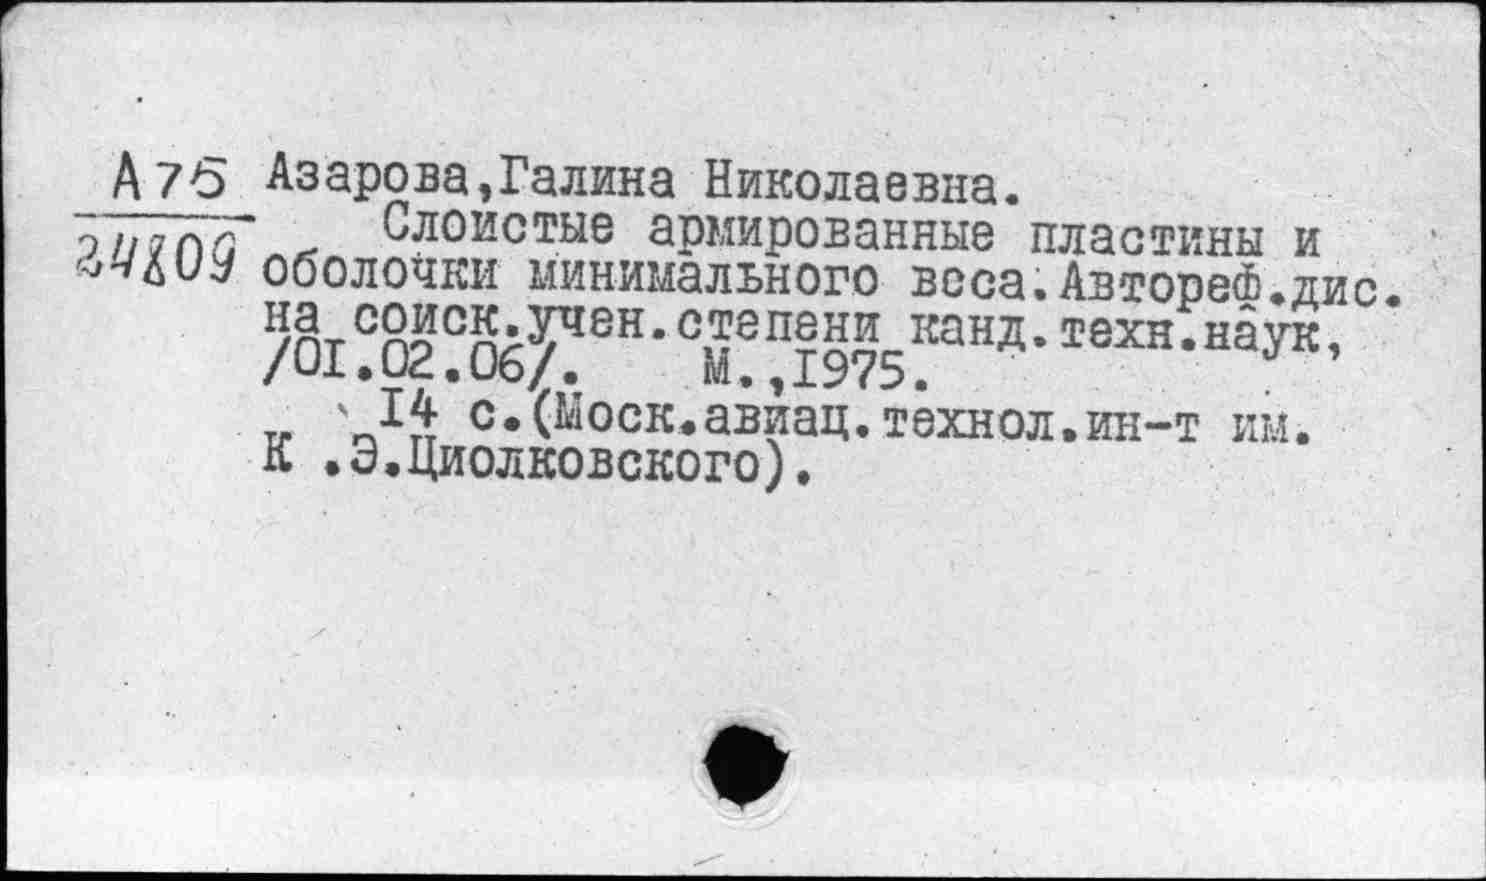 А75 Азарова,Галина Николаевна.
Слоистые армированные пластины и
24809 оболочки минимального веса.Автореф.дис.
на соиск.учен.степени канд.техн.наук,
/01.02.06/. М.,1975.
14 с.(Моск.авиац.технол.ин-т им.
К .Э.Циолковского).